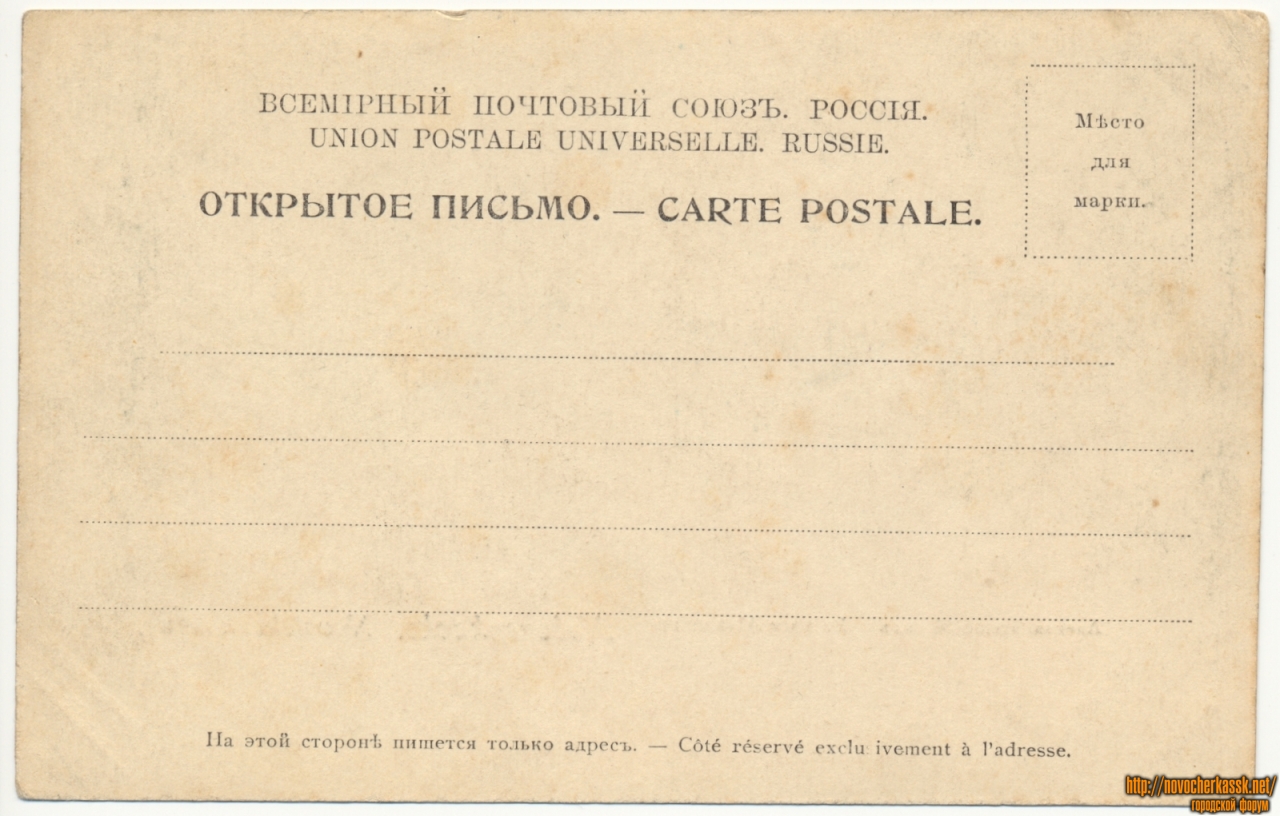 ВСЕМІРНЫЙ ПОЧТОВЫЙ СОЮЗЪ. РОССІЯ.
UNION POSTALE UNIVERSELLE. RUSSIE.
ОТКРЫТОЕ ПИСЬМО. — CARTE POSTALE.
Мѣсто
для
марки.
На этой сторонѣ пишется только адресъ. — Côté réservé exclu ivement à l'adresse.
http://novocherkassk.net/
городской форум